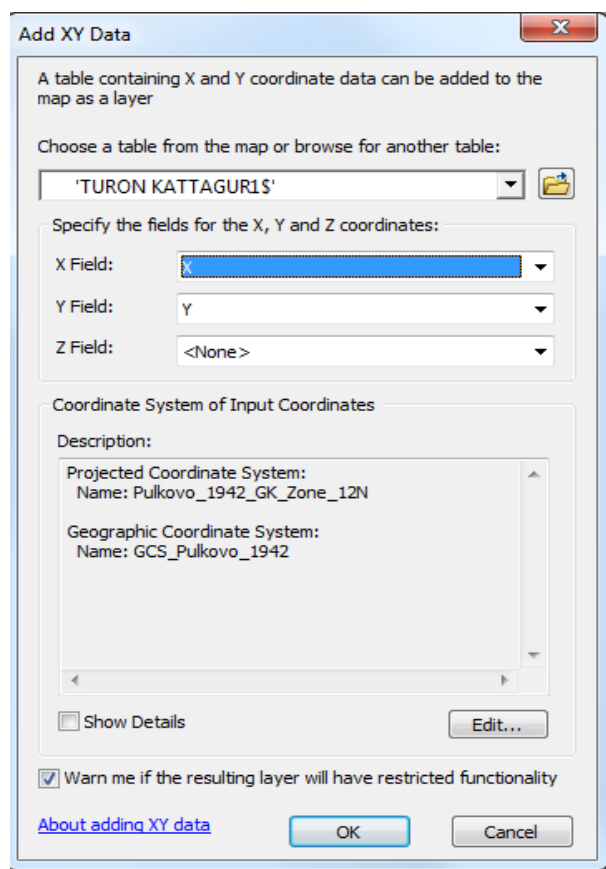 Add XY Data
A table containing X and Y coordinate data can be added to the
map as a layer
Choose a table from the map or browse for another table:
'TURON KATTAGUR1$'
Specify the fields for the X, Y and Z coordinates:
X Field:
X
Y Field:
Y
Z Field:
<None>
Coordinate System of Input Coordinates
Description:
Projected Coordinate System:
Name: Pulkovo_1942_GK_Zone_12N
Geographic Coordinate System:
Name: GCS_Pulkovo_1942
Show Details
Edit...
Warn me if the resulting layer will have restricted functionality
About adding XY data
OK
Cancel